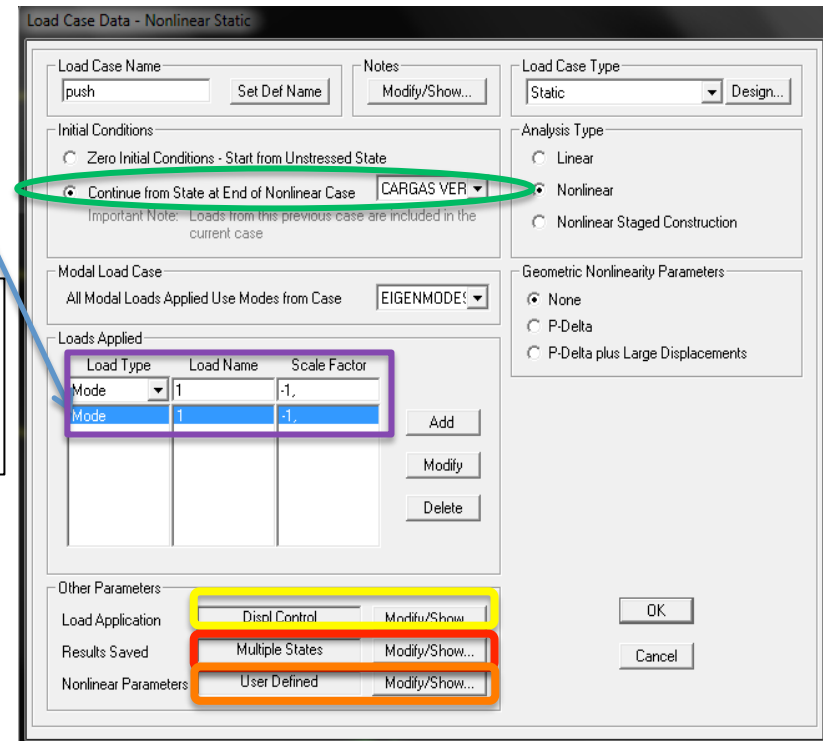 Load Case Data - Nonlinear Static
Load Case Name
push
Set Def Name
Notes
Modify/Show...
Load Case Type
Static
Design...
Initial Conditions
Zero Initial Conditions - Start from Unstressed State
Continue from State at End of Nonlinear Case
CARGAS VER
Important Note: Loads from this previous case are included in the
current case
Analysis Type
Linear
Nonlinear
Nonlinear Staged Construction
Modal Load Case
All Modal Loads Applied Use Modes from Case
EIGENMODES
Geometric Nonlinearity Parameters
None
P-Delta
P-Delta plus Large Displacements
Loads Applied
Load Type Load Name Scale Factor
Mode 1 -1,
Mode 1 -1,
Add
Modify
Delete
Other Parameters
Load Application Displ Control Modify/Show...
Results Saved Multiple States Modify/Show...
Nonlinear Parameters User Defined Modify/Show...
OK
Cancel